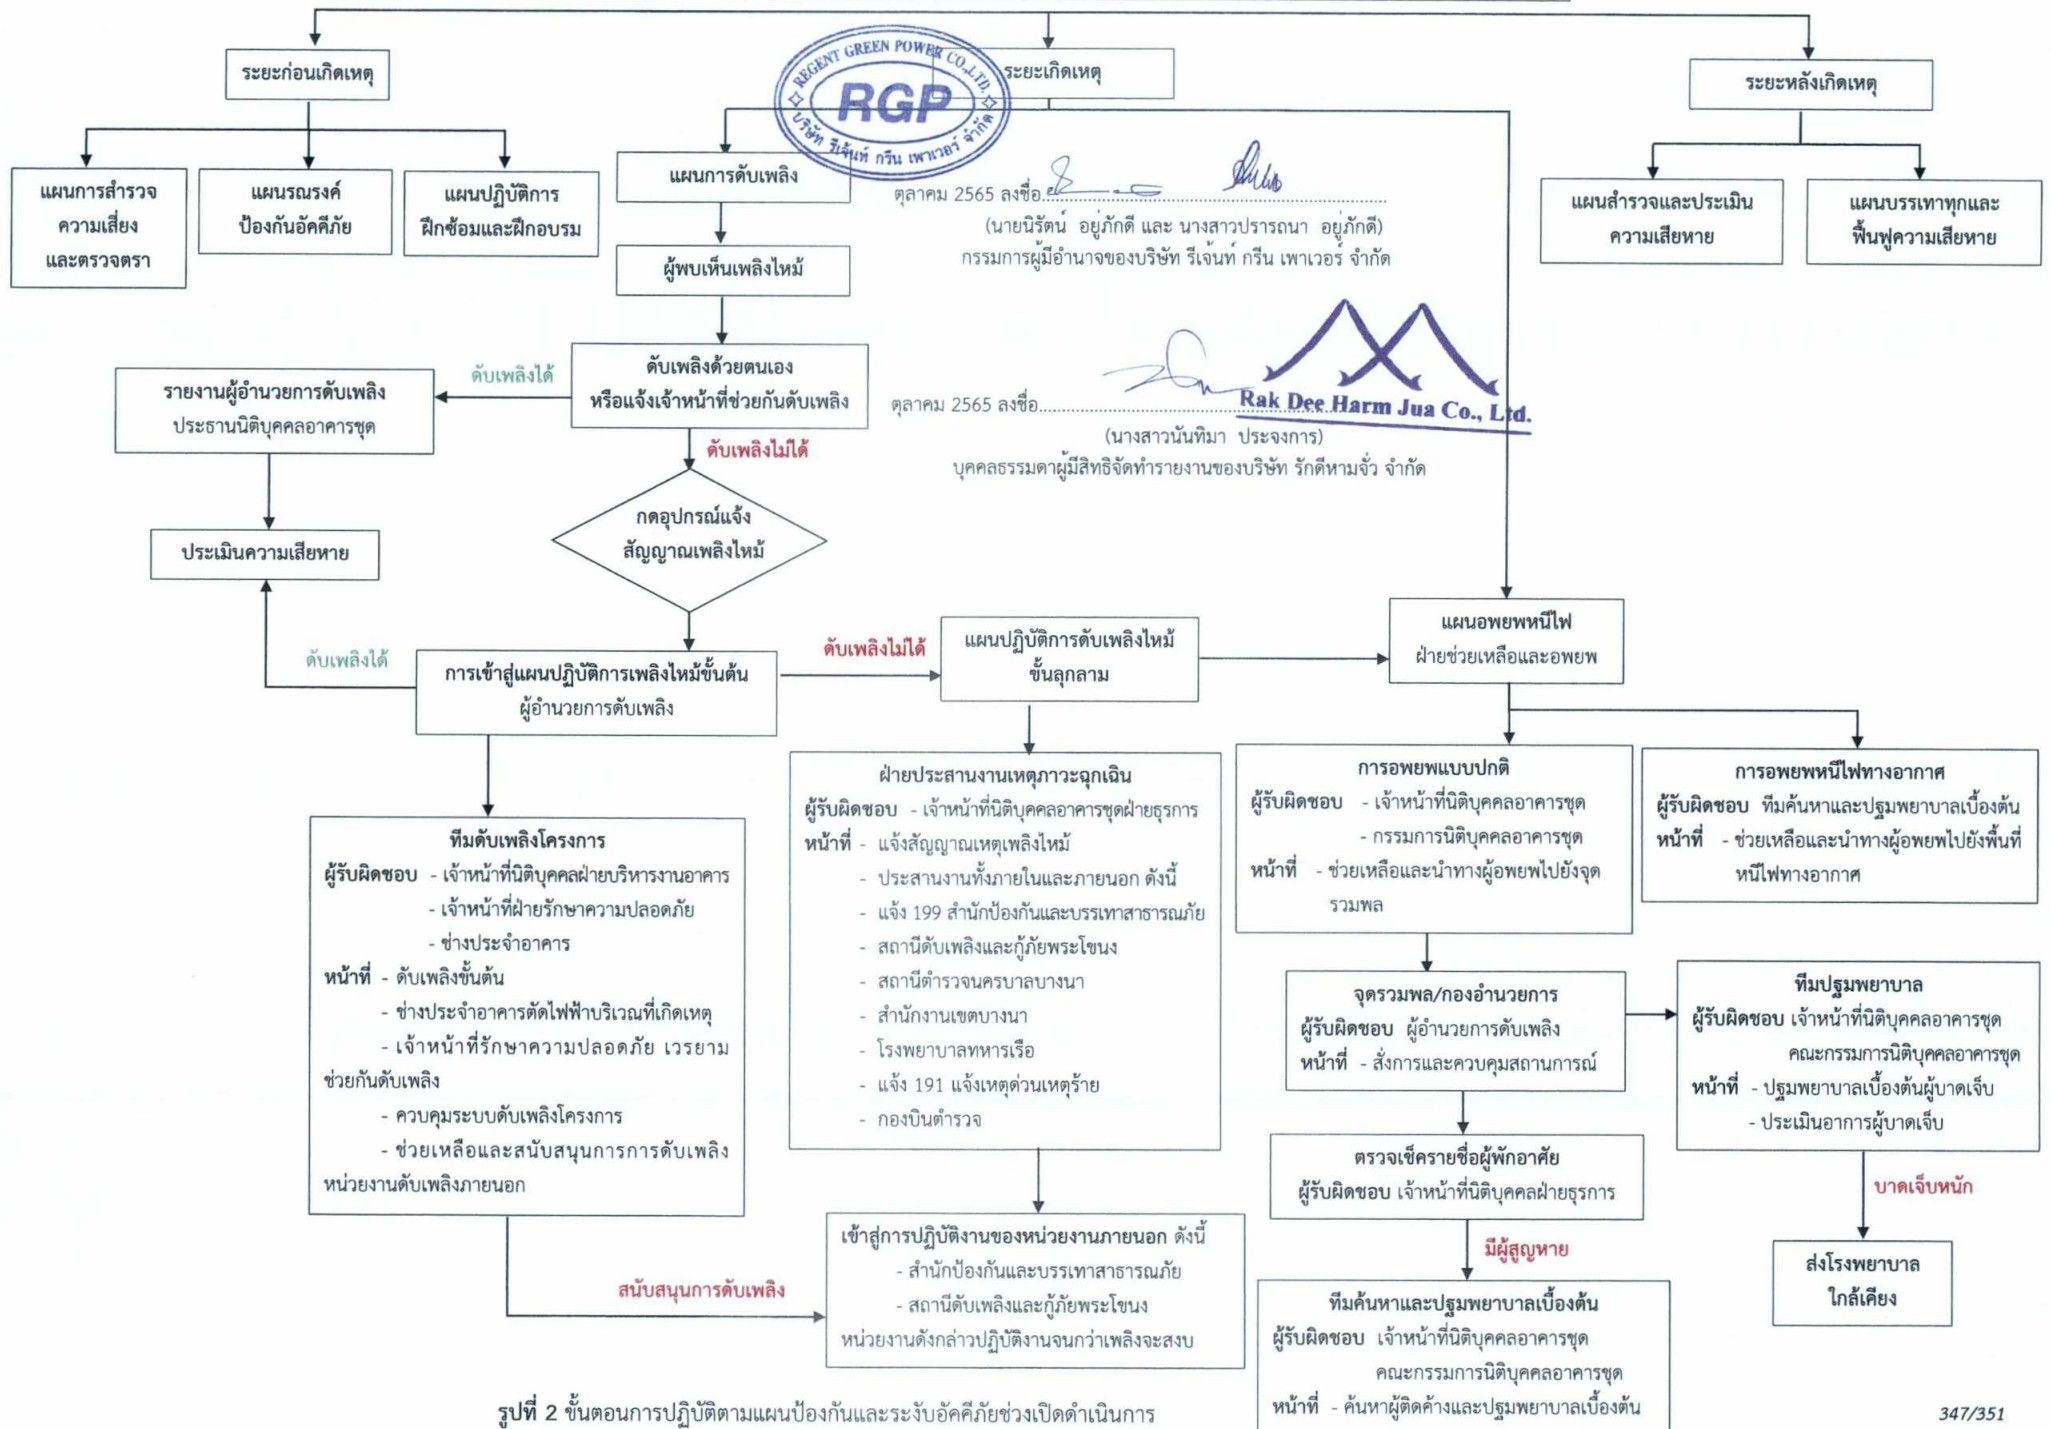 ระยะก่อนเกิดเหตุ
ระยะเกิดเหตุ
ระยะหลังเกิดเหตุ
REGENT GREEN POWER CO.,LTD.
RGP
บริษัท รีเจ้นท์ กรีน เพาเวอร์ จำกัด
แผนการสำรวจ
ความเสี่ยง
และตรวจตรา
แผนรณรงค์
ป้องกันอัคคีภัย
แผนปฏิบัติการ
ฝึกซ้อมและฝึกอบรม
แผนการดับเพลิง
ตุลาคม 2565 ลงชื่อ
(นายนิรัตน์ อยู่ภักดี และ นางสาวปรารถนา อยู่ภักดี)
กรรมการผู้มีอำนาจของบริษัท รีเจ้นท์ กรีน เพาเวอร์ จำกัด
แผนสำรวจและประเมิน
ความเสียหาย
แผนบรรเทาทุกและ
ฟื้นฟูความเสียหาย
ผู้พบเห็นเพลิงไหม้
ดับเพลิงด้วยตนเอง
หรือแจ้งเจ้าหน้าที่ช่วยกันดับเพลิง
ดับเพลิงได้
รายงานผู้อำนวยการดับเพลิง
ประธานนิติบุคคลอาคารชุด
ตุลาคม 2565 ลงชื่อ
Rak Dee Harm Jua Co., Ltd.
(นางสาวนันทิมา ประจงการ)
บุคคลธรรมดาผู้มีสิทธิจัดทำรายงานของบริษัท รักดีหามจั่ว จำกัด
ดับเพลิงไม่ได้
กดอุปกรณ์แจ้ง
สัญญาณเพลิงไหม้
ประเมินความเสียหาย
ดับเพลิงได้
การเข้าสู่แผนปฏิบัติการเพลิงไหม้ขั้นต้น
ผู้อำนวยการดับเพลิง
ดับเพลิงไม่ได้
แผนปฏิบัติการดับเพลิงไหม้
ขั้นลุกลาม
แผนอพยพหนีไฟ
ฝ่ายช่วยเหลือและอพยพ
ทีมดับเพลิงโครงการ
ผู้รับผิดชอบ - เจ้าหน้าที่นิติบุคคลฝ่ายบริหารงานอาคาร
- เจ้าหน้าที่ฝ่ายรักษาความปลอดภัย
- ช่างประจำอาคาร
หน้าที่ - ดับเพลิงขั้นต้น
- ช่างประจำอาคารตัดไฟฟ้าบริเวณที่เกิดเหตุ
- เจ้าหน้าที่รักษาความปลอดภัย เวรยาม
ช่วยกันดับเพลิง
- ควบคุมระบบดับเพลิงโครงการ
- ช่วยเหลือและสนับสนุนการการดับเพลิง
หน่วยงานดับเพลิงภายนอก
ฝ่ายประสานงานเหตุภาวะฉุกเฉิน
ผู้รับผิดชอบ - เจ้าหน้าที่นิติบุคคลอาคารชุดฝ่ายธุรการ
หน้าที่ - แจ้งสัญญาณเหตุเพลิงไหม้
- ประสานงานทั้งภายในและภายนอก ดังนี้
- แจ้ง 199 สำนักป้องกันและบรรเทาสาธารณภัย
- สถานีดับเพลิงและกู้ภัยพระโขนง
- สถานีตำรวจนครบาลบางนา
- สำนักงานเขตบางนา
- โรงพยาบาลทหารเรือ
- แจ้ง 191 แจ้งเหตุด่วนเหตุร้าย
- กองบินตำรวจ
การอพยพแบบปกติ
ผู้รับผิดชอบ - เจ้าหน้าที่นิติบุคคลอาคารชุด
- กรรมการนิติบุคคลอาคารชุด
หน้าที่ - ช่วยเหลือและนำทางผู้อพยพไปยังจุด
รวมพล
การอพยพหนีไฟทางอากาศ
ผู้รับผิดชอบ ทีมค้นหาและปฐมพยาบาลเบื้องต้น
หน้าที่ - ช่วยเหลือและนำทางผู้อพยพไปยังพื้นที่
หนีไฟทางอากาศ
จุดรวมพล/กองอำนวยการ
ผู้รับผิดชอบ ผู้อำนวยการดับเพลิง
หน้าที่ - สั่งการและควบคุมสถานการณ์
ทีมปฐมพยาบาล
ผู้รับผิดชอบ เจ้าหน้าที่นิติบุคคลอาคารชุด
คณะกรรมการนิติบุคคลอาคารชุด
หน้าที่ - ปฐมพยาบาลเบื้องต้นผู้บาดเจ็บ
- ประเมินอาการผู้บาดเจ็บ
ตรวจเช็ครายชื่อผู้พักอาศัย
ผู้รับผิดชอบ เจ้าหน้าที่นิติบุคคลฝ่ายธุรการ
บาดเจ็บหนัก
ส่งโรงพยาบาล
ใกล้เคียง
มีผู้สูญหาย
สนับสนุนการดับเพลิง
เข้าสู่การปฏิบัติงานของหน่วยงานภายนอก ดังนี้
- สำนักป้องกันและบรรเทาสาธารณภัย
- สถานีดับเพลิงและกู้ภัยพระโขนง
หน่วยงานดังกล่าวปฏิบัติงานจนกว่าเพลิงจะสงบ
ทีมค้นหาและปฐมพยาบาลเบื้องต้น
ผู้รับผิดชอบ เจ้าหน้าที่นิติบุคคลอาคารชุด
คณะกรรมการนิติบุคคลอาคารชุด
หน้าที่ - ค้นหาผู้ติดค้างและปฐมพยาบาลเบื้องต้น
รูปที่ 2 ขั้นตอนการปฏิบัติตามแผนป้องกันและระงับอัคคีภัยช่วงเปิดดำเนินการ
347/351